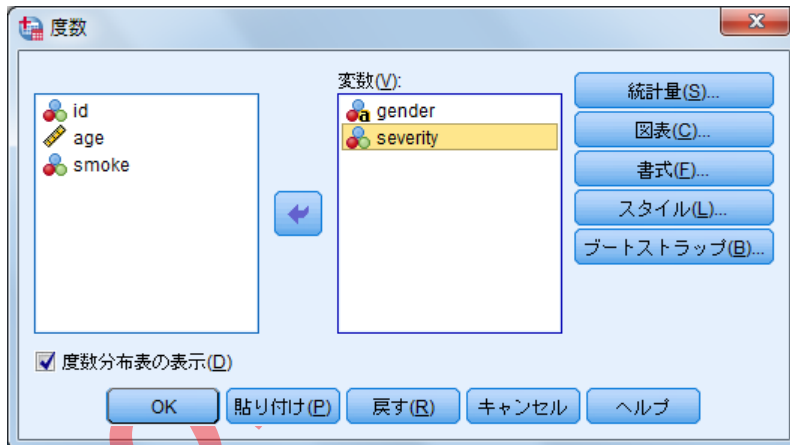 度数
変数(V):
id
age
smoke
gender
severity
統計量(S)...
図表(C)...
書式(F)...
スタイル(L)...
ブートストラップ(B)...
度数分布表の表示(D)
OK
貼り付け(P)
戻す(R)
キャンセル
ヘルプ